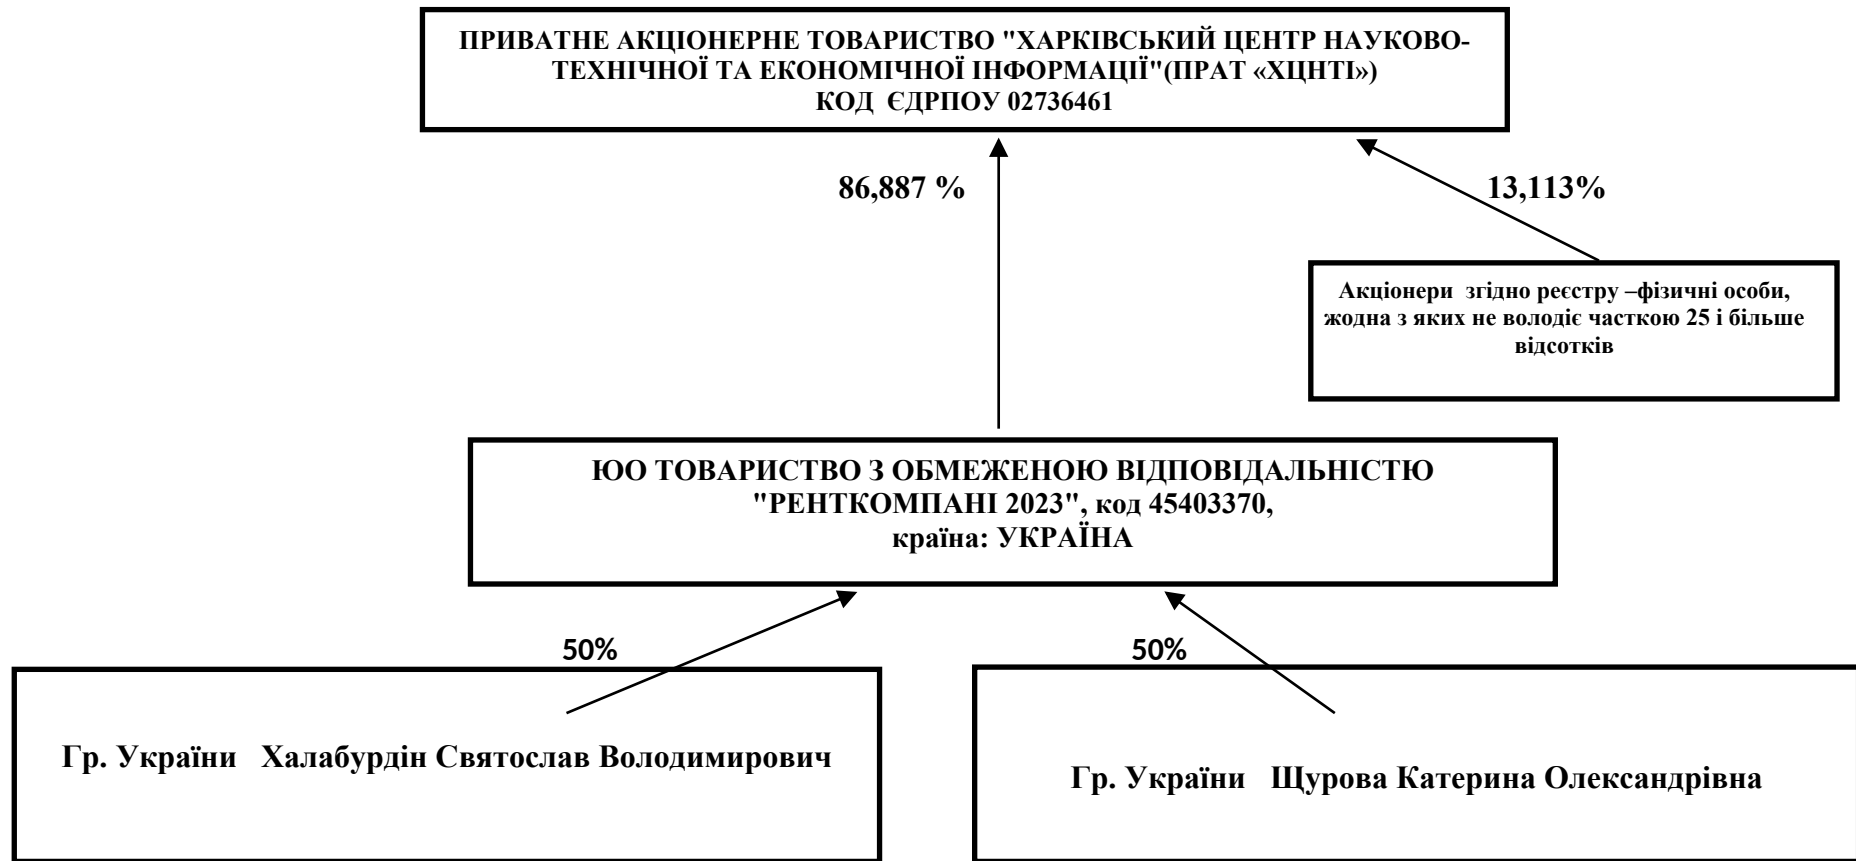 ПРИВАТНЕ АКЦІОНЕРНЕ ТОВАРИСТВО "ХАРКІВСЬКИЙ ЦЕНТР НАУКОВО-
ТЕХНІЧНОЇ ТА ЕКОНОМІЧНОЇ ІНФОРМАЦІЇ"(ПРАТ «ХЦНТІ»)
КОД ЄДРПОУ 02736461
86,887 %
13,113%
Акціонери згідно реєстру –фізичні особи,
жодна з яких не володіє часткою 25 і більше
відсотків
ЮО ТОВАРИСТВО З ОБМЕЖЕНОЮ ВІДПОВІДАЛЬНІСТЮ
"РЕНТКОМПАНІ 2023", код 45403370,
країна: УКРАЇНА
50%
50%
Гр. України Халабурдін Святослав Володимирович
Гр. України Щурова Катерина Олександрівна